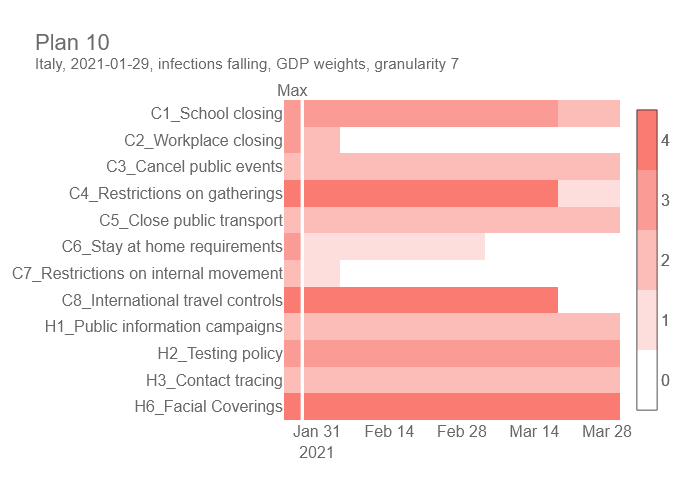 Plan 10
Italy, 2021-01-29, infections falling, GDP weights, granularity 7
Max
C1_School closing
C2_Workplace closing
C3_Cancel public events
C4_Restrictions on gatherings
C5_Close public transport
C6_Stay at home requirements
C7_Restrictions on internal movement
C8_International travel controls
H1_Public information campaigns
H2_Testing policy
H3_Contact tracing
H6_Facial Coverings
4
3
2
1
0
Jan 31 Feb 14 Feb 28 Mar 14 Mar 28
2021